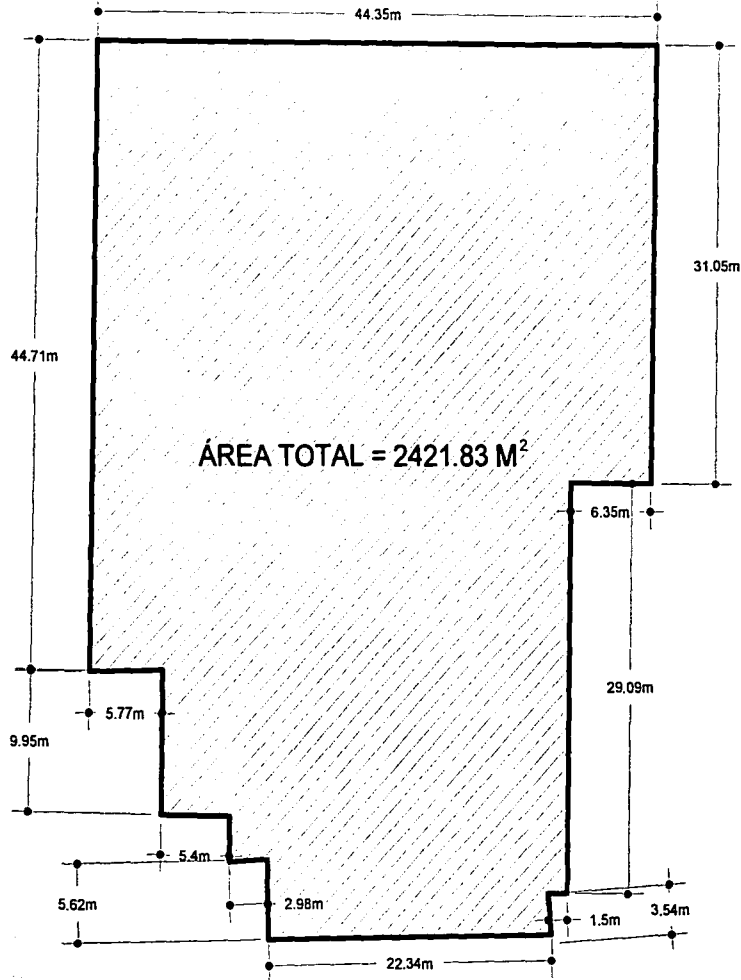 44.35m
31.05m
44.71m
ÁREA TOTAL = 2421.83 M²
6.35m
29.09m
5.77m
9.95m
5.4m
5.62m
2.98m
1.5m
3.54m
22.34m